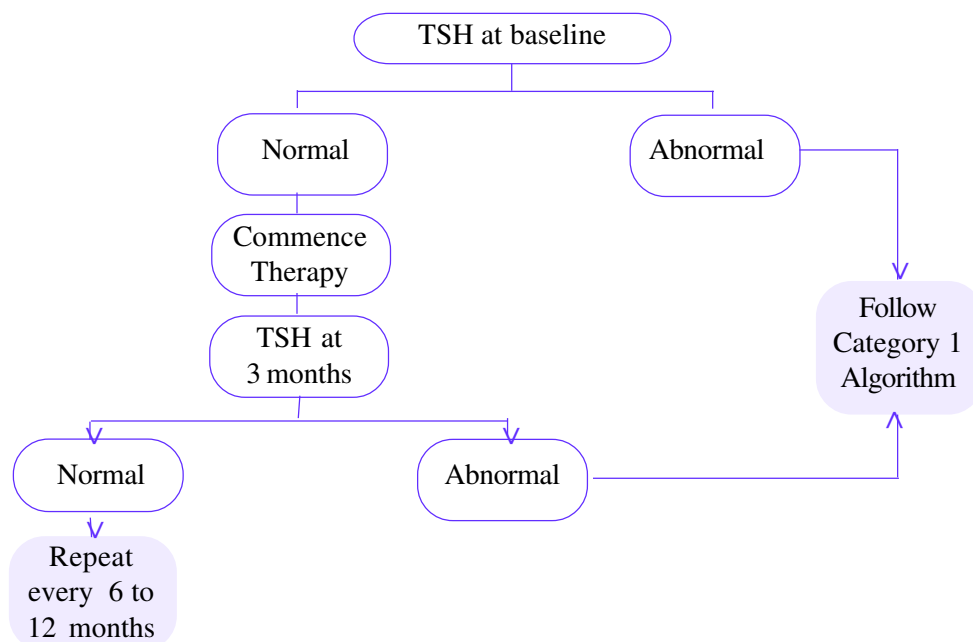 TSH at baseline
Normal
Abnormal
Commence
Therapy
TSH at
3 months
Follow
Category 1
Algorithm
Normal
Abnormal
Repeat
every 6 to
12 months